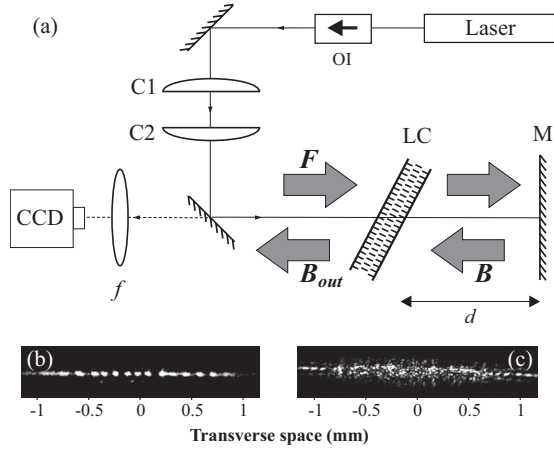 (a)
Laser
OI
C1
C2
LC
M
F
CCD
B_out
B
f
d
(b)
(c)
-1 -0.5 0 0.5 1
-1 -0.5 0 0.5 1
Transverse space (mm)